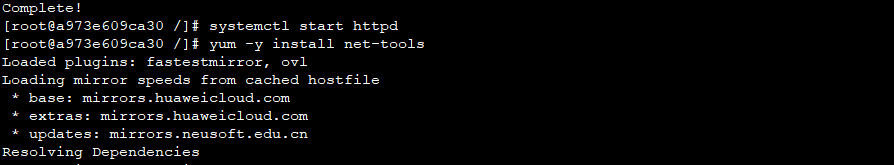 Complete!
[root@a973e609ca30 /]# systemctl start httpd
[root@a973e609ca30 /]# yum -y install net-tools
Loaded plugins: fastestmirror, ovl
Loading mirror speeds from cached hostfile
 * base: mirrors.huaweicloud.com
 * extras: mirrors.huaweicloud.com
 * updates: mirrors.neusoft.edu.cn
Resolving Dependencies